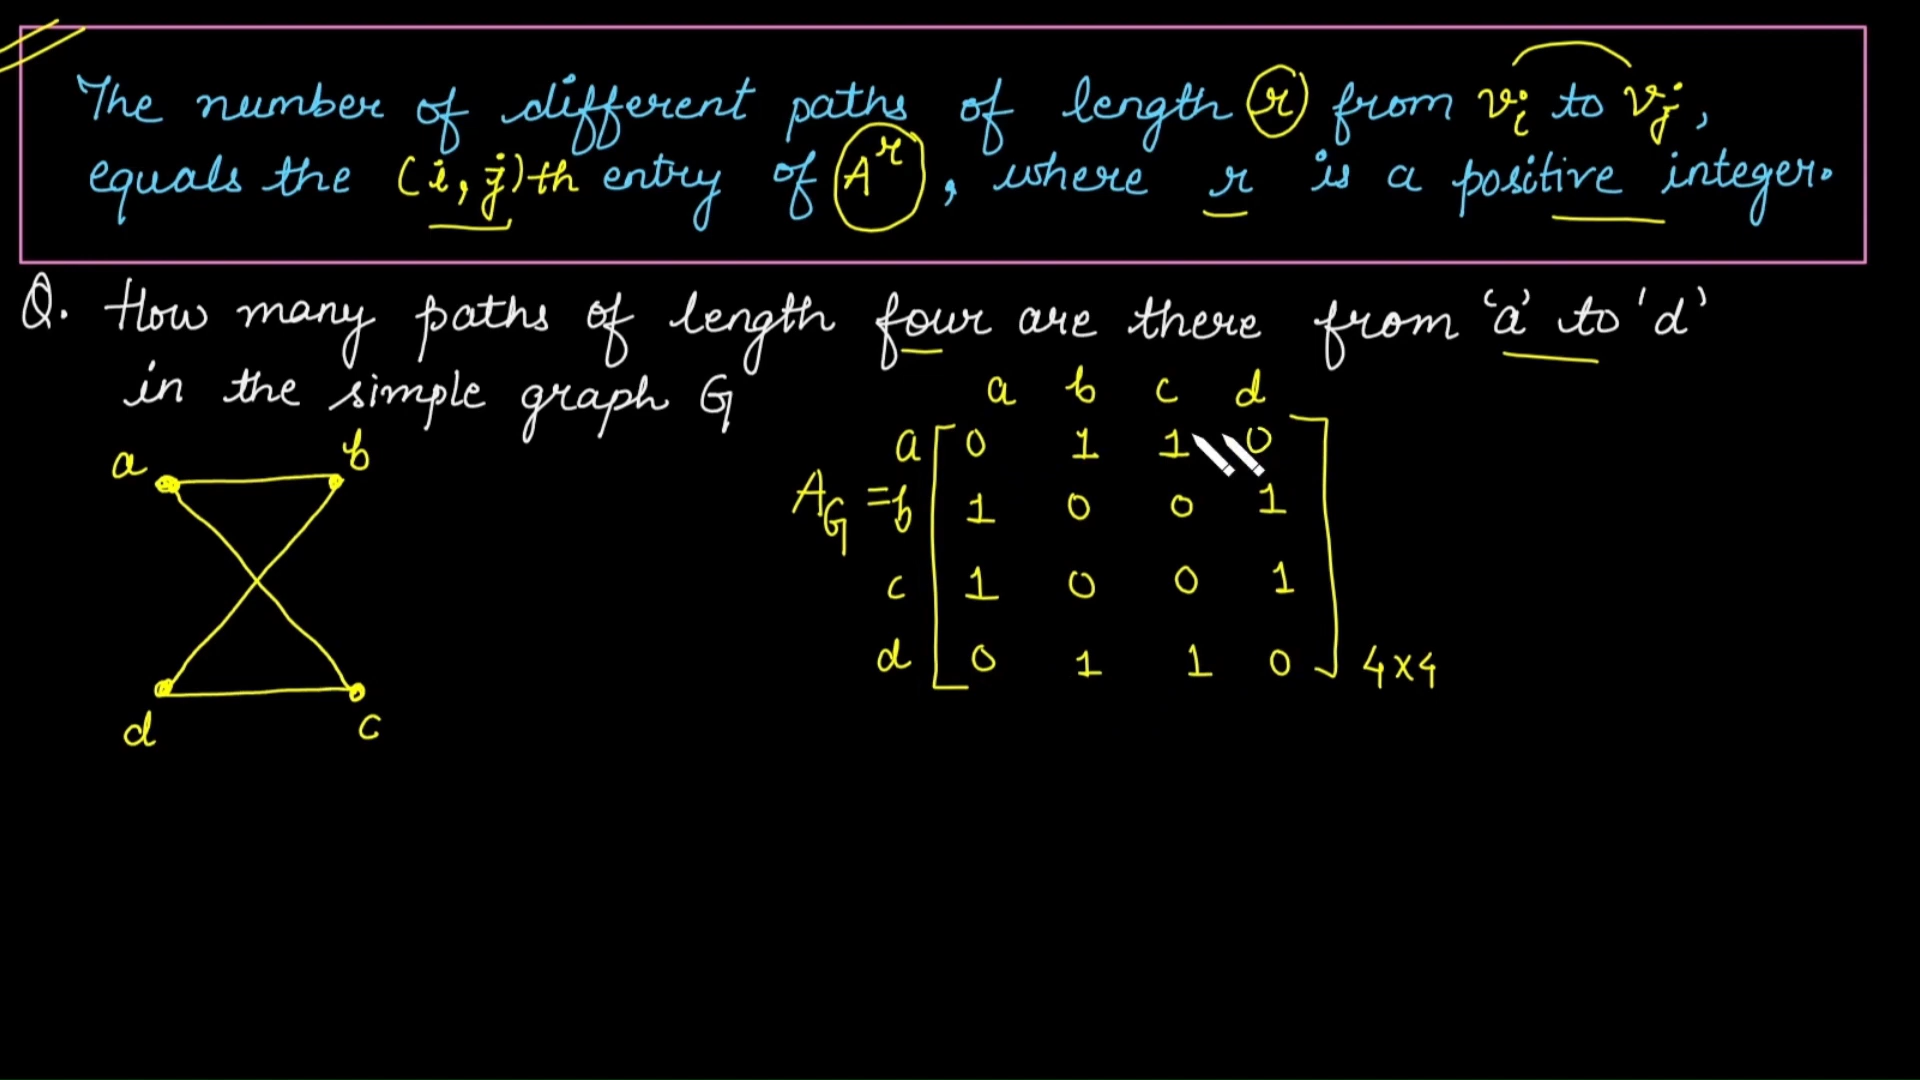 The number of different paths of length r from vi to vj,
equals the (i, j)th entry of A^r, where r is a positive integer.
Q. How many paths of length four are there from 'a' to 'd'
in the simple graph G
a b c d
a 0 1 1 0
A_G = b 1 0 0 1
c 1 0 0 1
d 0 1 1 0 4x4
a b
d c